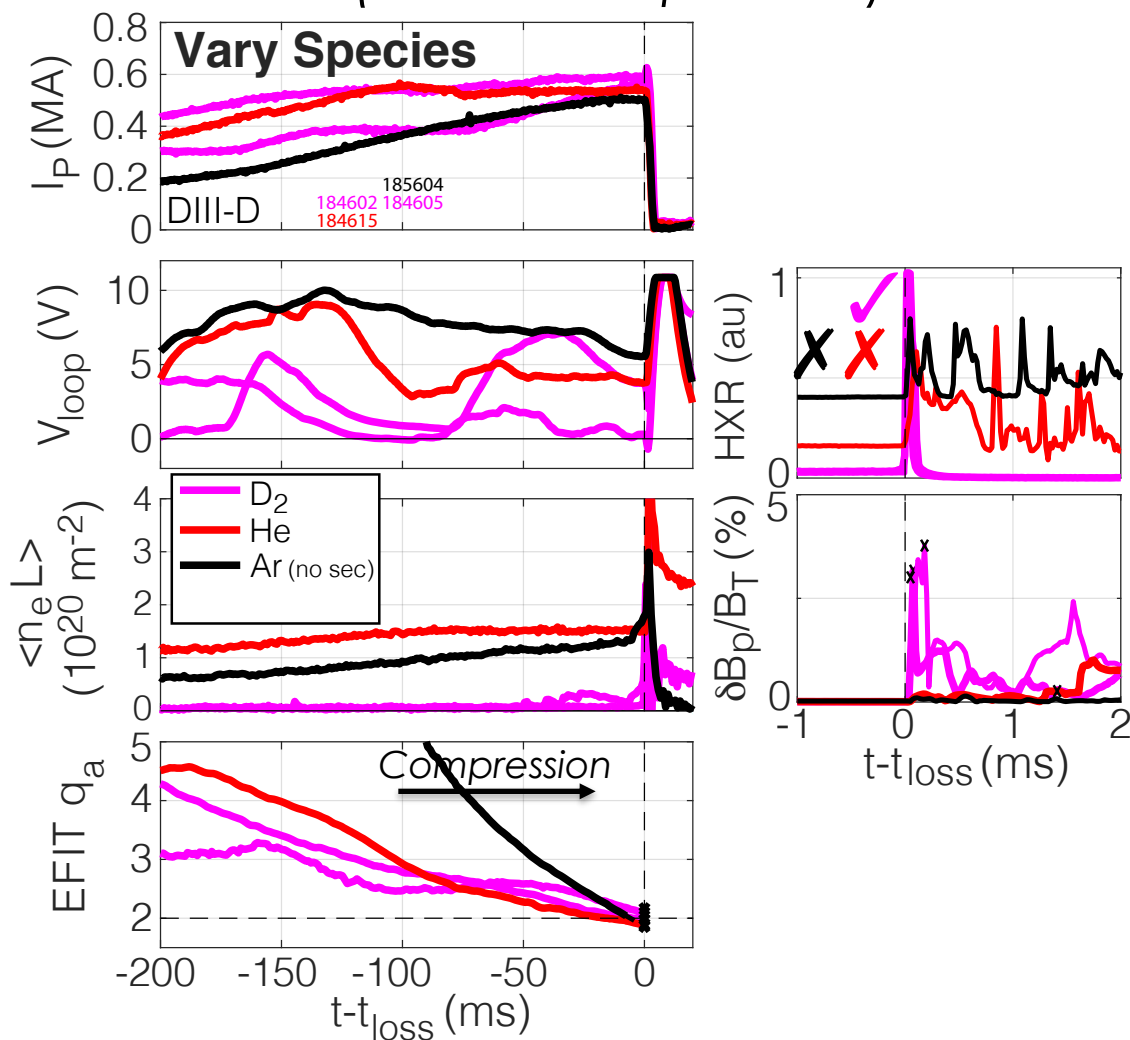 Vary Species
I_P (MA)
0.8
0.6
0.4
0.2
0
DIII-D
185604
184602 184605
184615
V_loop (V)
10
5
0
D_2
He
Ar (no sec)
<n_e L>
(10^20 m^-2)
4
3
2
1
0
EFIT q_a
5
4
3
2
Compression
-200 -150 -100 -50 0
t-t_loss (ms)
HXR (au)
1
0
δB_p/B_T (%)
5
0
-1 0 1 2
t-t_loss (ms)